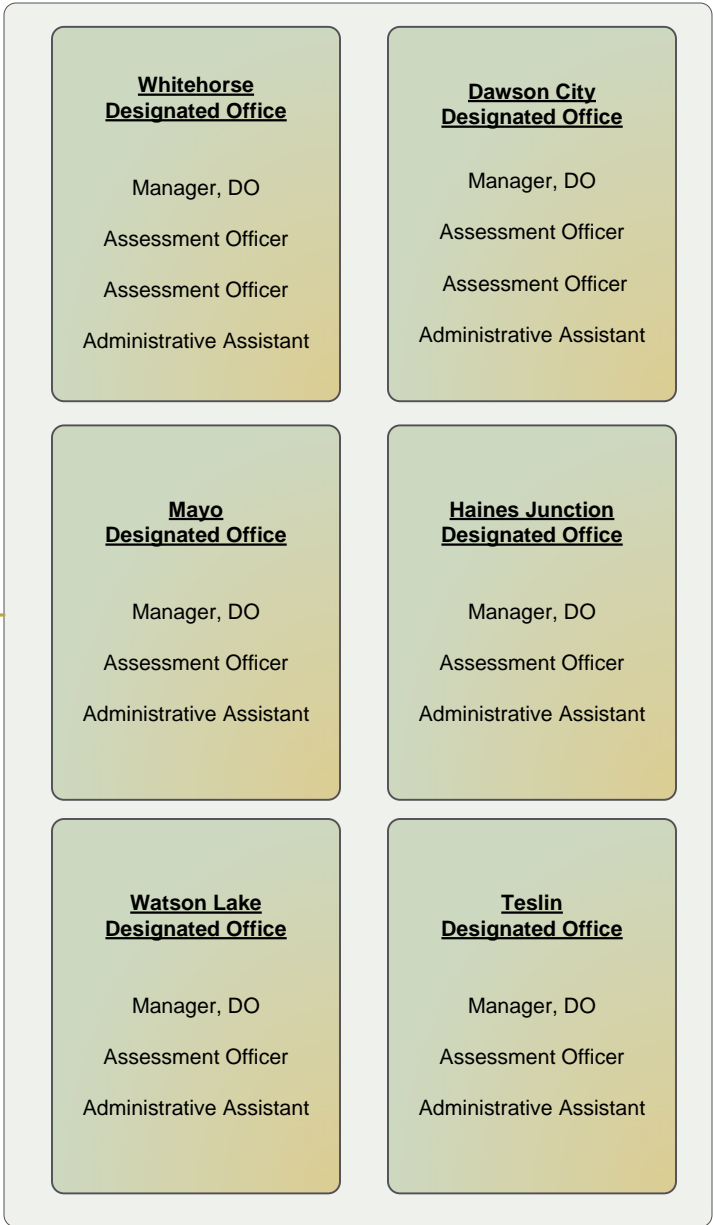 Whitehorse
Designated Office
Manager, DO
Assessment Officer
Assessment Officer
Administrative Assistant
Dawson City
Designated Office
Manager, DO
Assessment Officer
Assessment Officer
Administrative Assistant
Mayo
Designated Office
Manager, DO
Assessment Officer
Administrative Assistant
Haines Junction
Designated Office
Manager, DO
Assessment Officer
Administrative Assistant
Watson Lake
Designated Office
Manager, DO
Assessment Officer
Administrative Assistant
Teslin
Designated Office
Manager, DO
Assessment Officer
Administrative Assistant